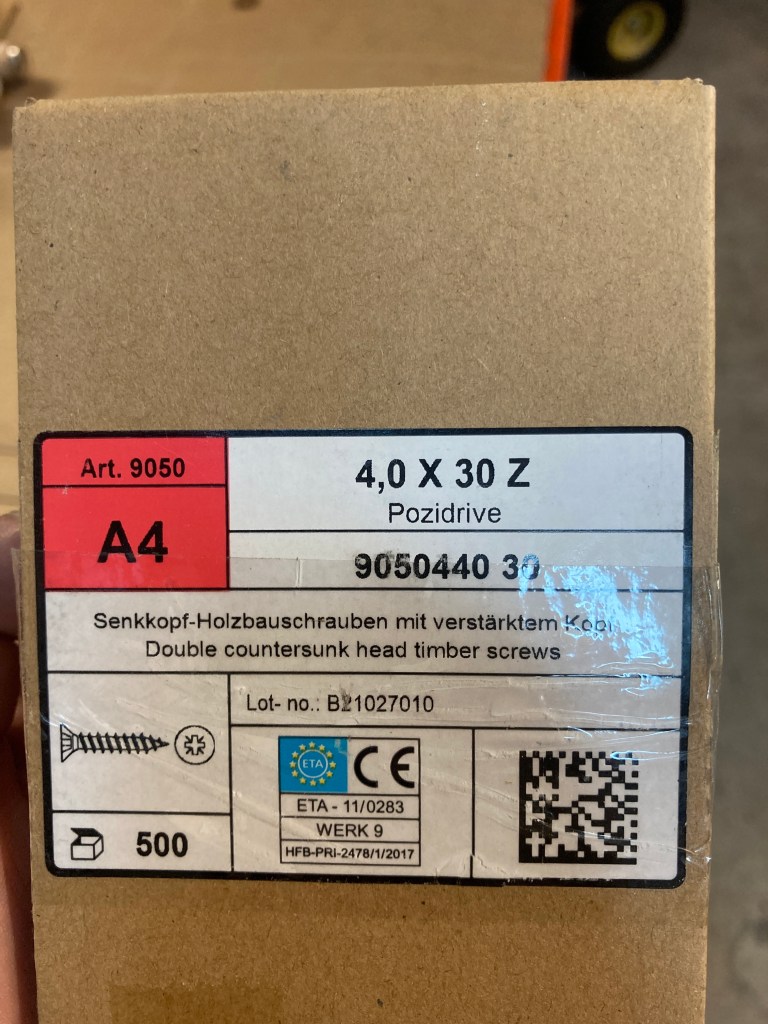 Art. 9050
A4
4,0 X 30 Z
Pozidrive
9050440 30
Senkkopf-Holzbauschrauben mit verstärktem
Double countersunk head timber screws
Lot- no.: B21027010
ETA
CE
ETA - 11/0283
WERK 9
HFB-PRI-2478/1/2017
500